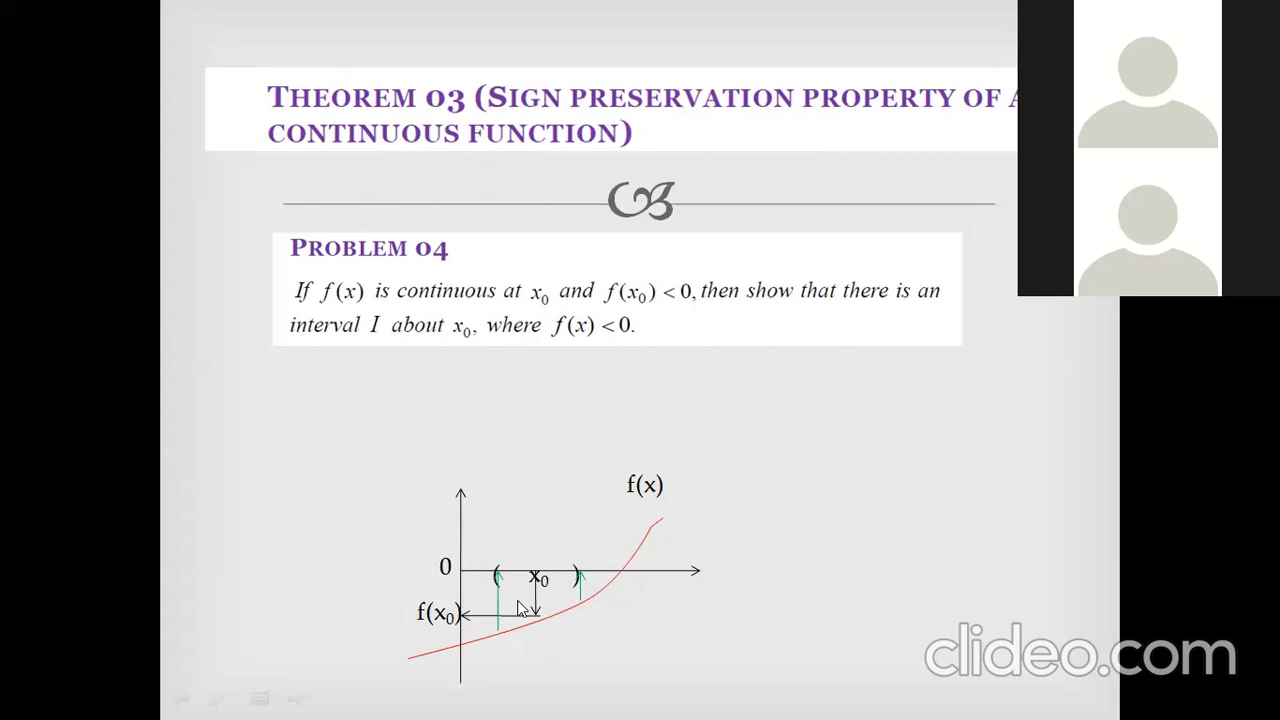 THEOREM 03 (SIGN PRESERVATION PROPERTY OF A
CONTINUOUS FUNCTION)
PROBLEM 04
If f(x) is continuous at x₀ and f(x₀) < 0, then show that there is an
interval I about x₀, where f(x) < 0.
f(x)
0
( x₀ )
f(x₀)
clideo.com